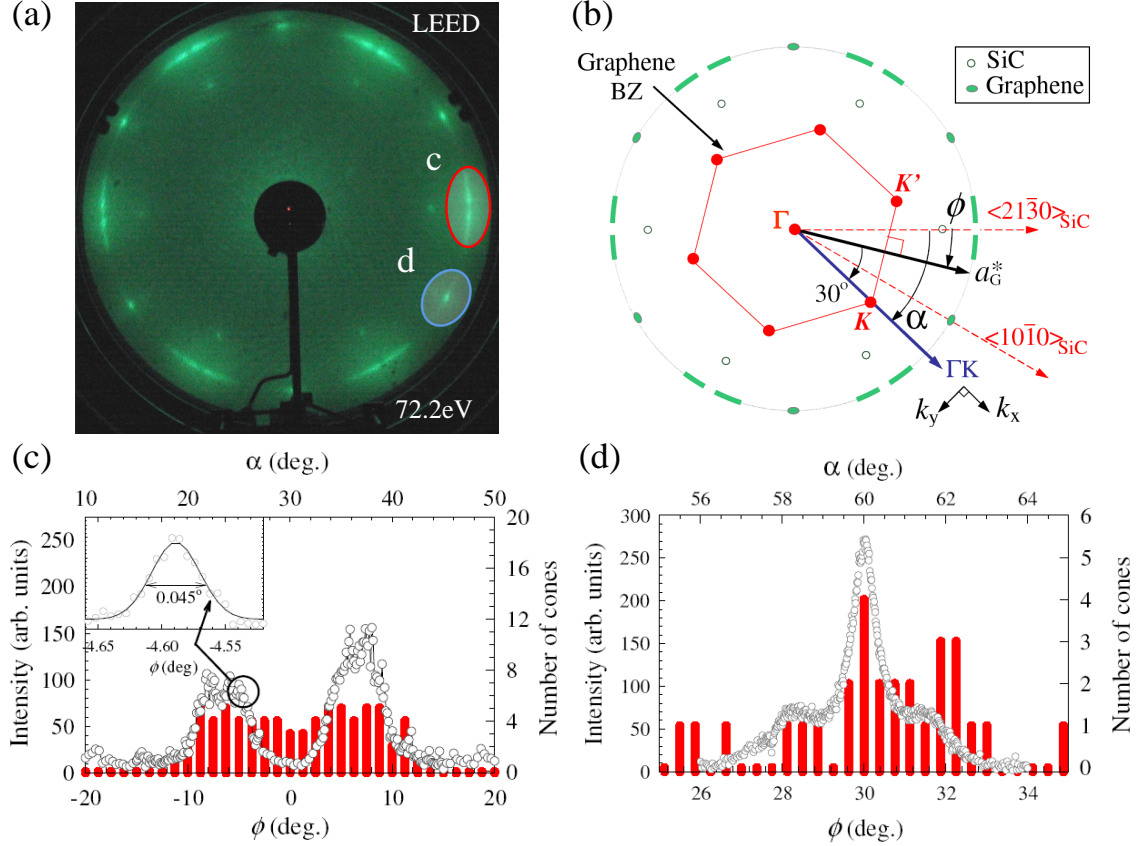 (a)
LEED
c
d
72.2eV
(b)
SiC
Graphene
Graphene
BZ
K'
Γ
<21̄30>SiC
ϕ
a*G
30°
K
α
<101̄0>SiC
ΓK
ky
kx
(c)
α (deg.)
10 20 30 40 50
Intensity (arb. units)
250
200
150
100
50
0
20
16
12
8
4
0
Number of cones
0.045°
-4.65 -4.60 -4.55
ϕ (deg)
-20 -10 0 10 20
ϕ (deg.)
(d)
α (deg.)
56 58 60 62 64
Intensity (arb. units)
300
250
200
150
100
50
0
6
5
4
3
2
1
0
Number of cones
26 28 30 32 34
ϕ (deg.)